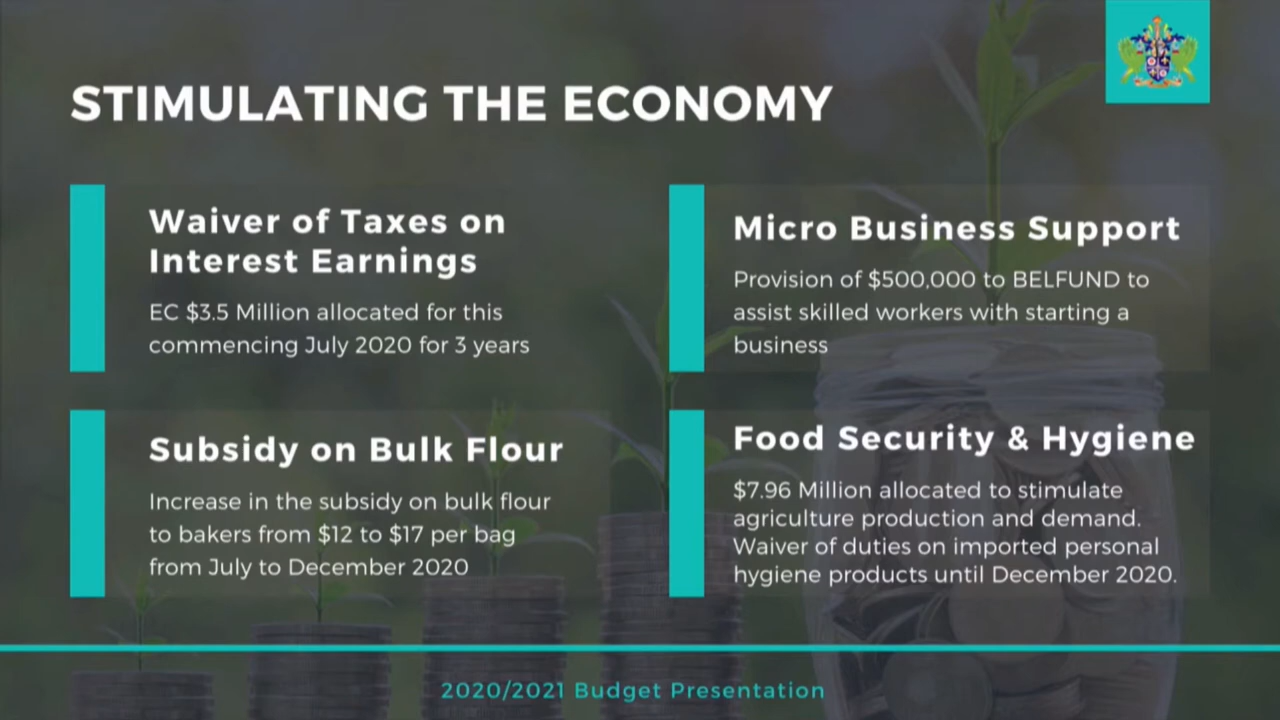 STIMULATING THE ECONOMY
Waiver of Taxes on
Interest Earnings
EC $3.5 Million allocated for this
commencing July 2020 for 3 years
Micro Business Support
Provision of $500,000 to BELFUND to
assist skilled workers with starting a
business
Subsidy on Bulk Flour
Increase in the subsidy on bulk flour
to bakers from $12 to $17 per bag
from July to December 2020
Food Security & Hygiene
$7.96 Million allocated to stimulate
agriculture production and demand.
Waiver of duties on imported personal
hygiene products until December 2020.
2020/2021 Budget Presentation